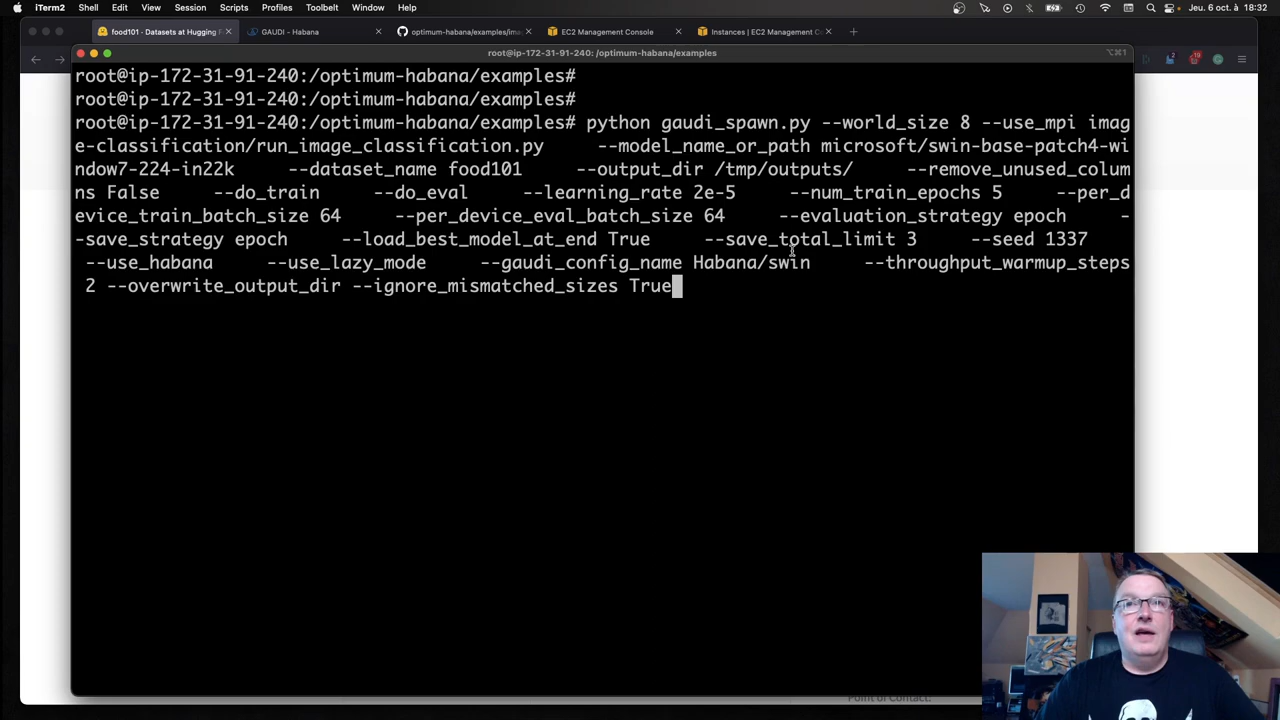 iTerm2 Shell Edit View Session Scripts Profiles Toolbelt Window Help Jeu. 6 oct. à 18:32
food101 · Datasets at Hugging F GAUDI - Habana optimum-habana/examples/ima EC2 Management Console Instances | EC2 Management Co
root@ip-172-31-91-240: /optimum-habana/examples ⌥⌘1
root@ip-172-31-91-240:/optimum-habana/examples#
root@ip-172-31-91-240:/optimum-habana/examples#
root@ip-172-31-91-240:/optimum-habana/examples# python gaudi_spawn.py --world_size 8 --use_mpi imag
e-classification/run_image_classification.py --model_name_or_path microsoft/swin-base-patch4-wi
ndow7-224-in22k --dataset_name food101 --output_dir /tmp/outputs/ --remove_unused_colum
ns False --do_train --do_eval --learning_rate 2e-5 --num_train_epochs 5 --per_d
evice_train_batch_size 64 --per_device_eval_batch_size 64 --evaluation_strategy epoch -
-save_strategy epoch --load_best_model_at_end True --save_total_limit 3 --seed 1337
--use_habana --use_lazy_mode --gaudi_config_name Habana/swin --throughput_warmup_steps
2 --overwrite_output_dir --ignore_mismatched_sizes True
Point of Contact: